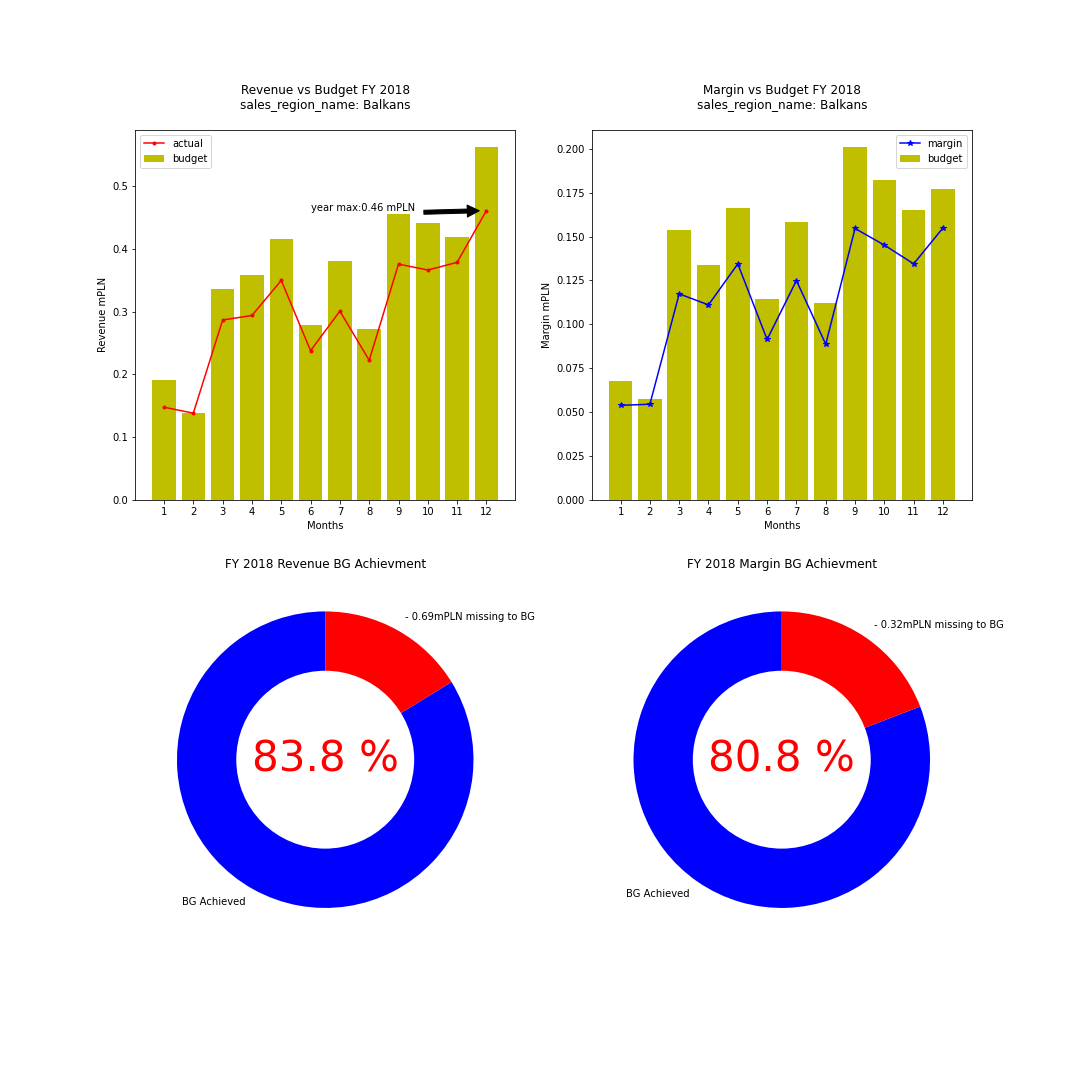 Revenue vs Budget FY 2018
sales_region_name: Balkans
actual
budget
year max:0.46 mPLN
Revenue mPLN
0.5
0.4
0.3
0.2
0.1
0.0
1 2 3 4 5 6 7 8 9 10 11 12
Months
Margin vs Budget FY 2018
sales_region_name: Balkans
margin
budget
Margin mPLN
0.200
0.175
0.150
0.125
0.100
0.075
0.050
0.025
0.000
1 2 3 4 5 6 7 8 9 10 11 12
Months
FY 2018 Revenue BG Achievment
- 0.69mPLN missing to BG
83.8 %
BG Achieved
FY 2018 Margin BG Achievment
- 0.32mPLN missing to BG
80.8 %
BG Achieved